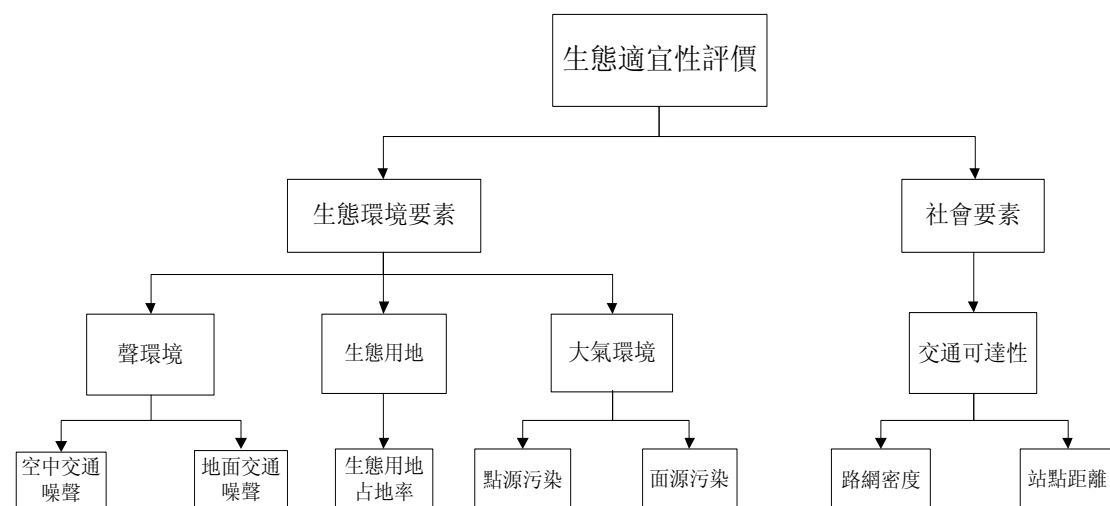 生態適宜性評價
生態環境要素
社會要素
聲環境
生態用地
大氣環境
交通可達性
空中交通
噪聲
地面交通
噪聲
生態用地
占地率
點源污染
面源污染
路網密度
站點距離